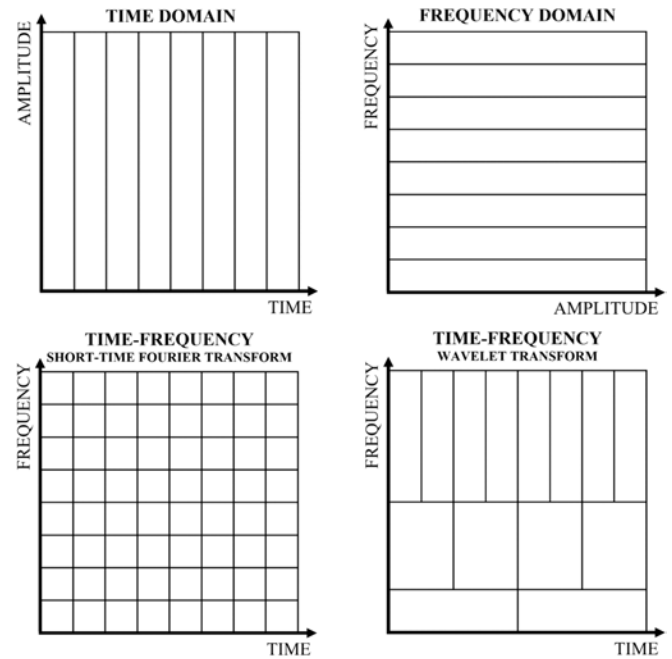 TIME DOMAIN
AMPLITUDE
TIME
FREQUENCY DOMAIN
FREQUENCY
AMPLITUDE
TIME-FREQUENCY
SHORT-TIME FOURIER TRANSFORM
FREQUENCY
TIME
TIME-FREQUENCY
WAVELET TRANSFORM
FREQUENCY
TIME